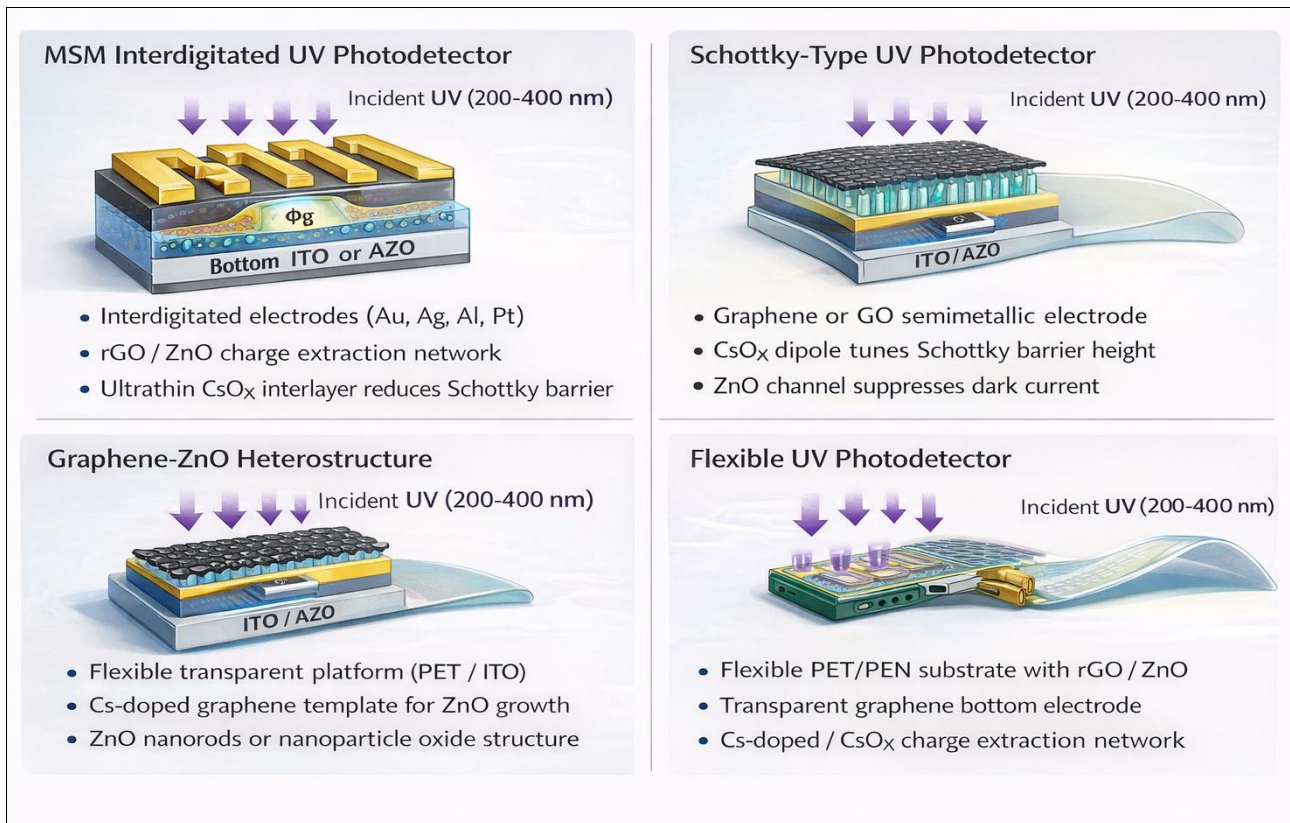 MSM Interdigitated UV Photodetector
Incident UV (200-400 nm)
Φg
Bottom ITO or AZO
• Interdigitated electrodes (Au, Ag, Al, Pt)
• rGO / ZnO charge extraction network
• Ultrathin CsOX interlayer reduces Schottky barrier
Schottky-Type UV Photodetector
Incident UV (200-400 nm)
ITO/AZO
• Graphene or GO semimetallic electrode
• CsOX dipole tunes Schottky barrier height
• ZnO channel suppresses dark current
Graphene-ZnO Heterostructure
Incident UV (200-400 nm)
ITO / AZO
• Flexible transparent platform (PET / ITO)
• Cs-doped graphene template for ZnO growth
• ZnO nanorods or nanoparticle oxide structure
Flexible UV Photodetector
Incident UV (200-400 nm)
• Flexible PET/PEN substrate with rGO / ZnO
• Transparent graphene bottom electrode
• Cs-doped / CsOX charge extraction network